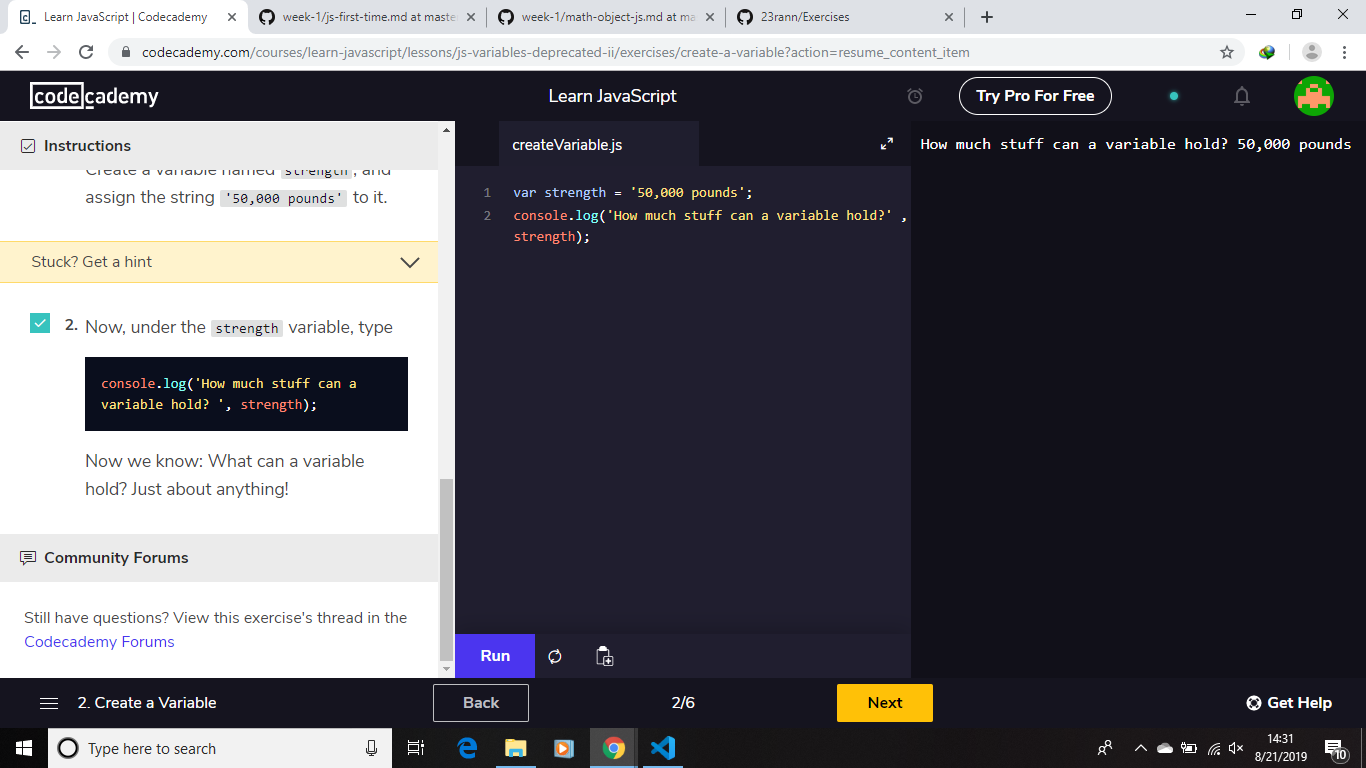 Learn JavaScript | Codecademy
week-1/js-first-time.md at maste
week-1/math-object-js.md at ma
23rann/Exercises
codecademy.com/courses/learn-javascript/lessons/js-variables-deprecated-ii/exercises/create-a-variable?action=resume_content_item
codecademy
Learn JavaScript
Try Pro For Free
Instructions
Create a variable named strength, and
assign the string '50,000 pounds' to it.
Stuck? Get a hint
2. Now, under the strength variable, type
console.log('How much stuff can a
variable hold? ', strength);
Now we know: What can a variable
hold? Just about anything!
Community Forums
Still have questions? View this exercise's thread in the
Codecademy Forums
createVariable.js
1 var strength = '50,000 pounds';
2 console.log('How much stuff can a variable hold?' ,
strength);
Run
How much stuff can a variable hold? 50,000 pounds
2. Create a Variable
Back
2/6
Next
Get Help
Type here to search
14:31
8/21/2019
10